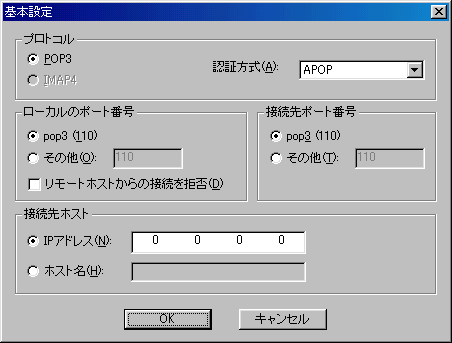 基本設定
プロトコル
POP3
IMAP4
認証方式(A):
APOP
ローカルのポート番号
pop3 (110)
その他(O):
110
リモートホストからの接続を拒否(D)
接続先ポート番号
pop3 (110)
その他(T):
110
接続先ホスト
IPアドレス(N):
0 0 0 0
ホスト名(H):
OK
キャンセル